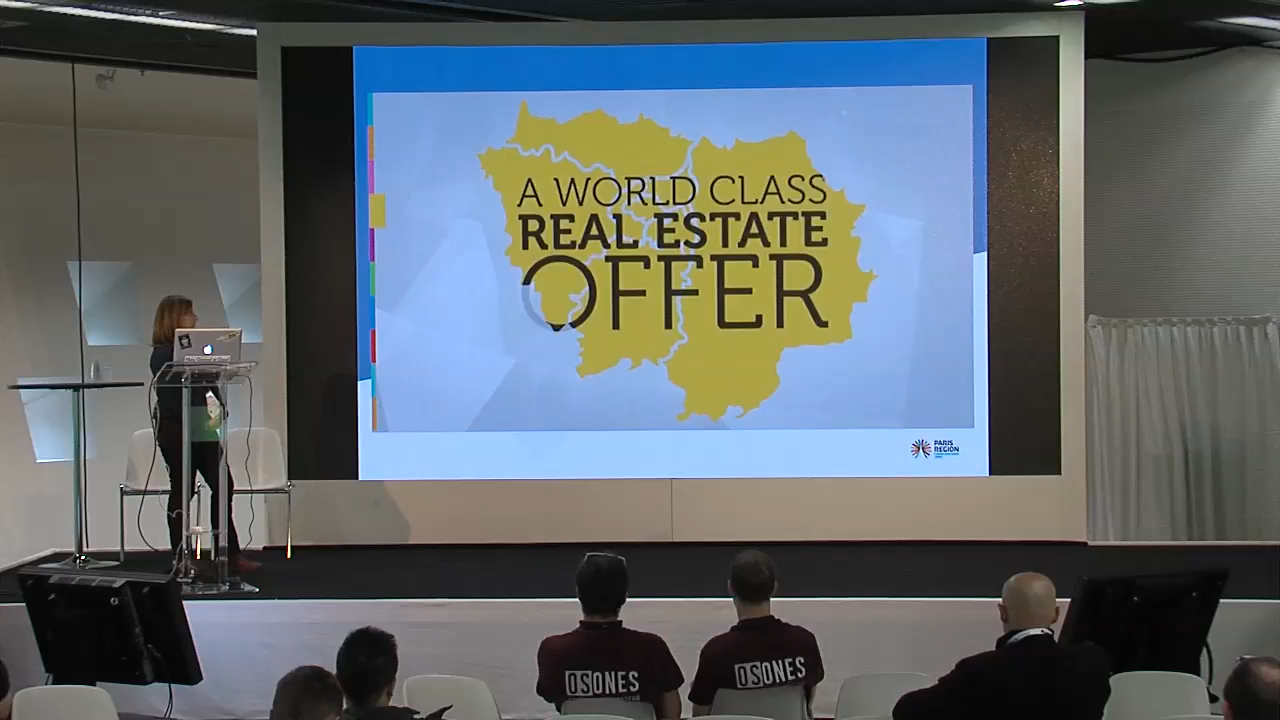 A WORLD CLASS
REAL ESTATE
OFFER
PARIS
REGION
OSONES
OSONES